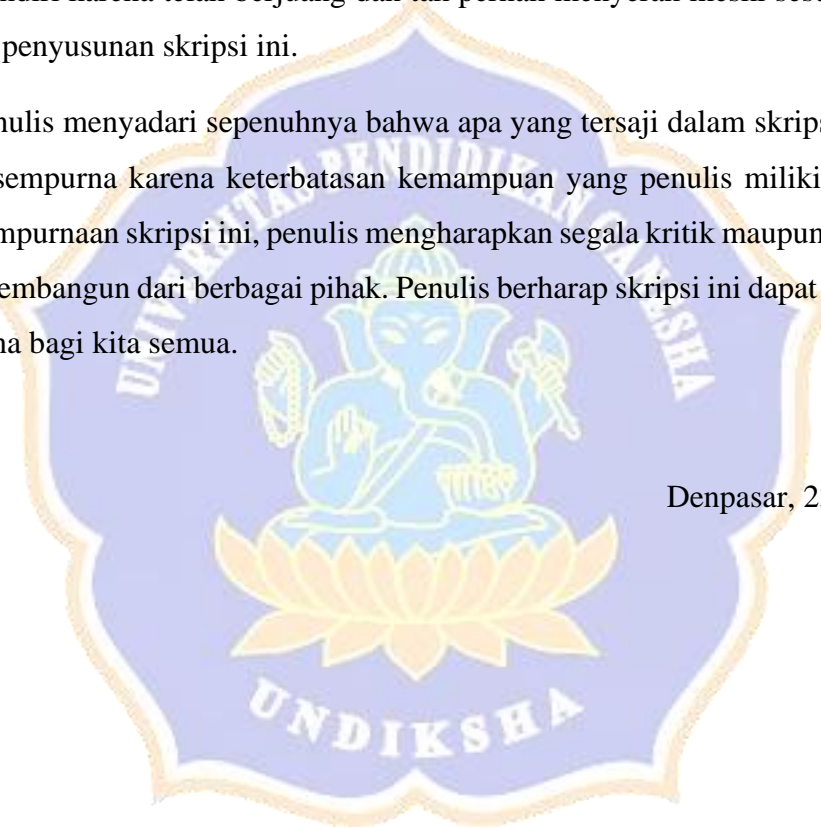 penyusunan skripsi ini.
nulis menyadari sepenuhnya bahwa apa yang tersaji dalam skrips
sempurna karena keterbatasan kemampuan yang penulis miliki
mpurnaan skripsi ini, penulis mengharapkan segala kritik maupun
embangun dari berbagai pihak. Penulis berharap skripsi ini dapat
na bagi kita semua.
UNIVERSITAS PENDIDIKAN GANESHA
Denpasar, 2
UNDIKSHA